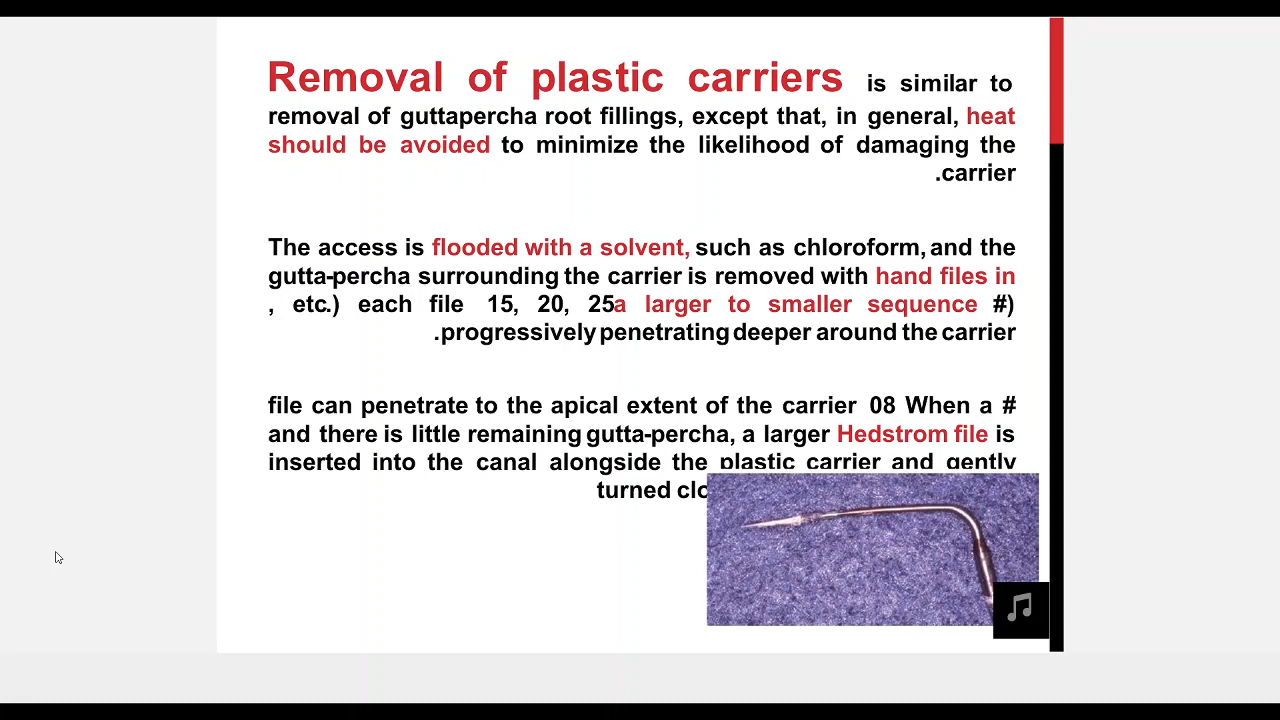 Removal of plastic carriers is similar to
removal of guttapercha root fillings, except that, in general, heat
should be avoided to minimize the likelihood of damaging the
.carrier
The access is flooded with a solvent, such as chloroform, and the
gutta-percha surrounding the carrier is removed with hand files in
, etc.) each file 15, 20, 25a larger to smaller sequence #)
.progressively penetrating deeper around the carrier
file can penetrate to the apical extent of the carrier 08 When a #
and there is little remaining gutta-percha, a larger Hedstrom file is
inserted into the canal alongside the plastic carrier and gently
turned